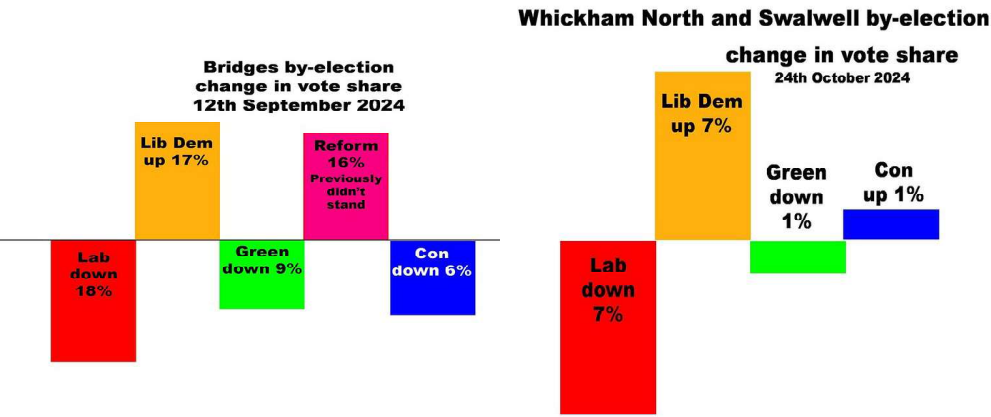 Bridges by-election
change in vote share
12th September 2024
Lib Dem
up 17%
Reform
16%
Previously
didn't
stand
Lab
down
18%
Green
down 9%
Con
down 6%
Whickham North and Swalwell by-election
change in vote share
24th October 2024
Lib Dem
up 7%
Green
down
1%
Con
up 1%
Lab
down
7%